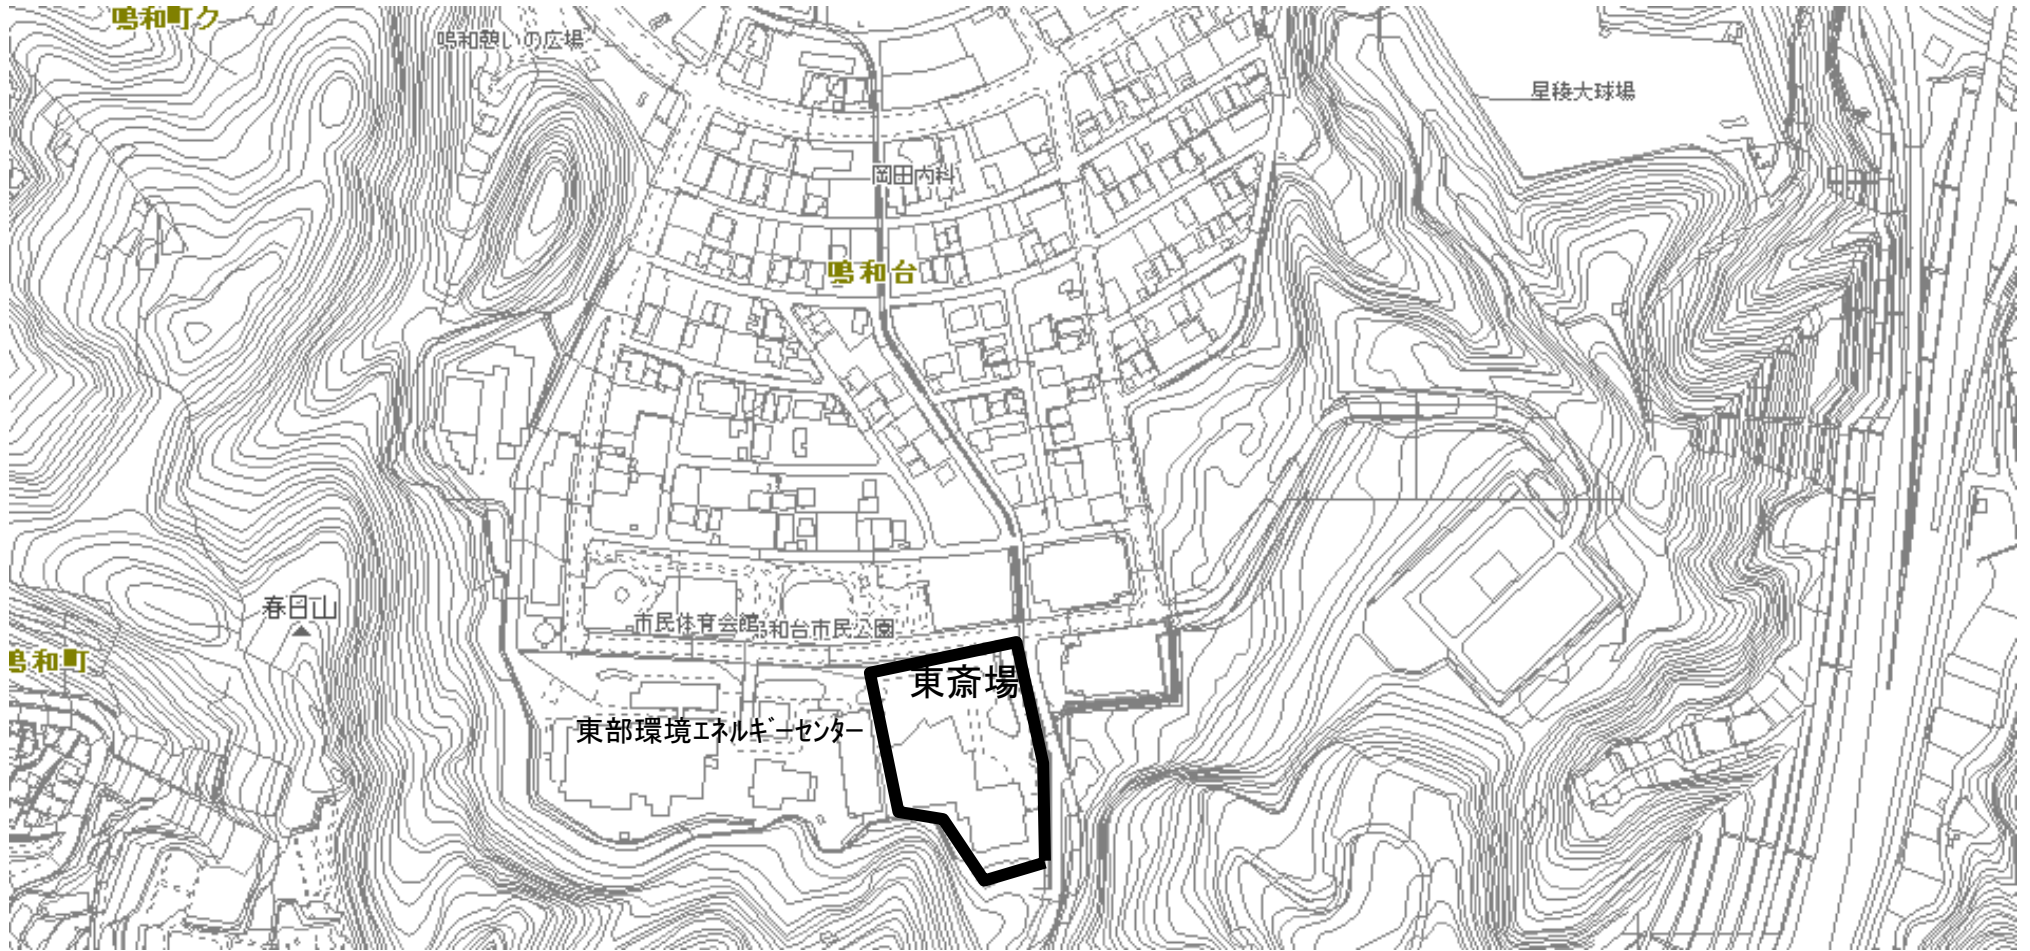 鳴和町ク
鳴和憩いの広場
星稜大球場
岡田内科
鳴和台
春日山
市民体育会館
鳴和台市民公園
鳴和町
東斎場
東部環境エネルギーセンター